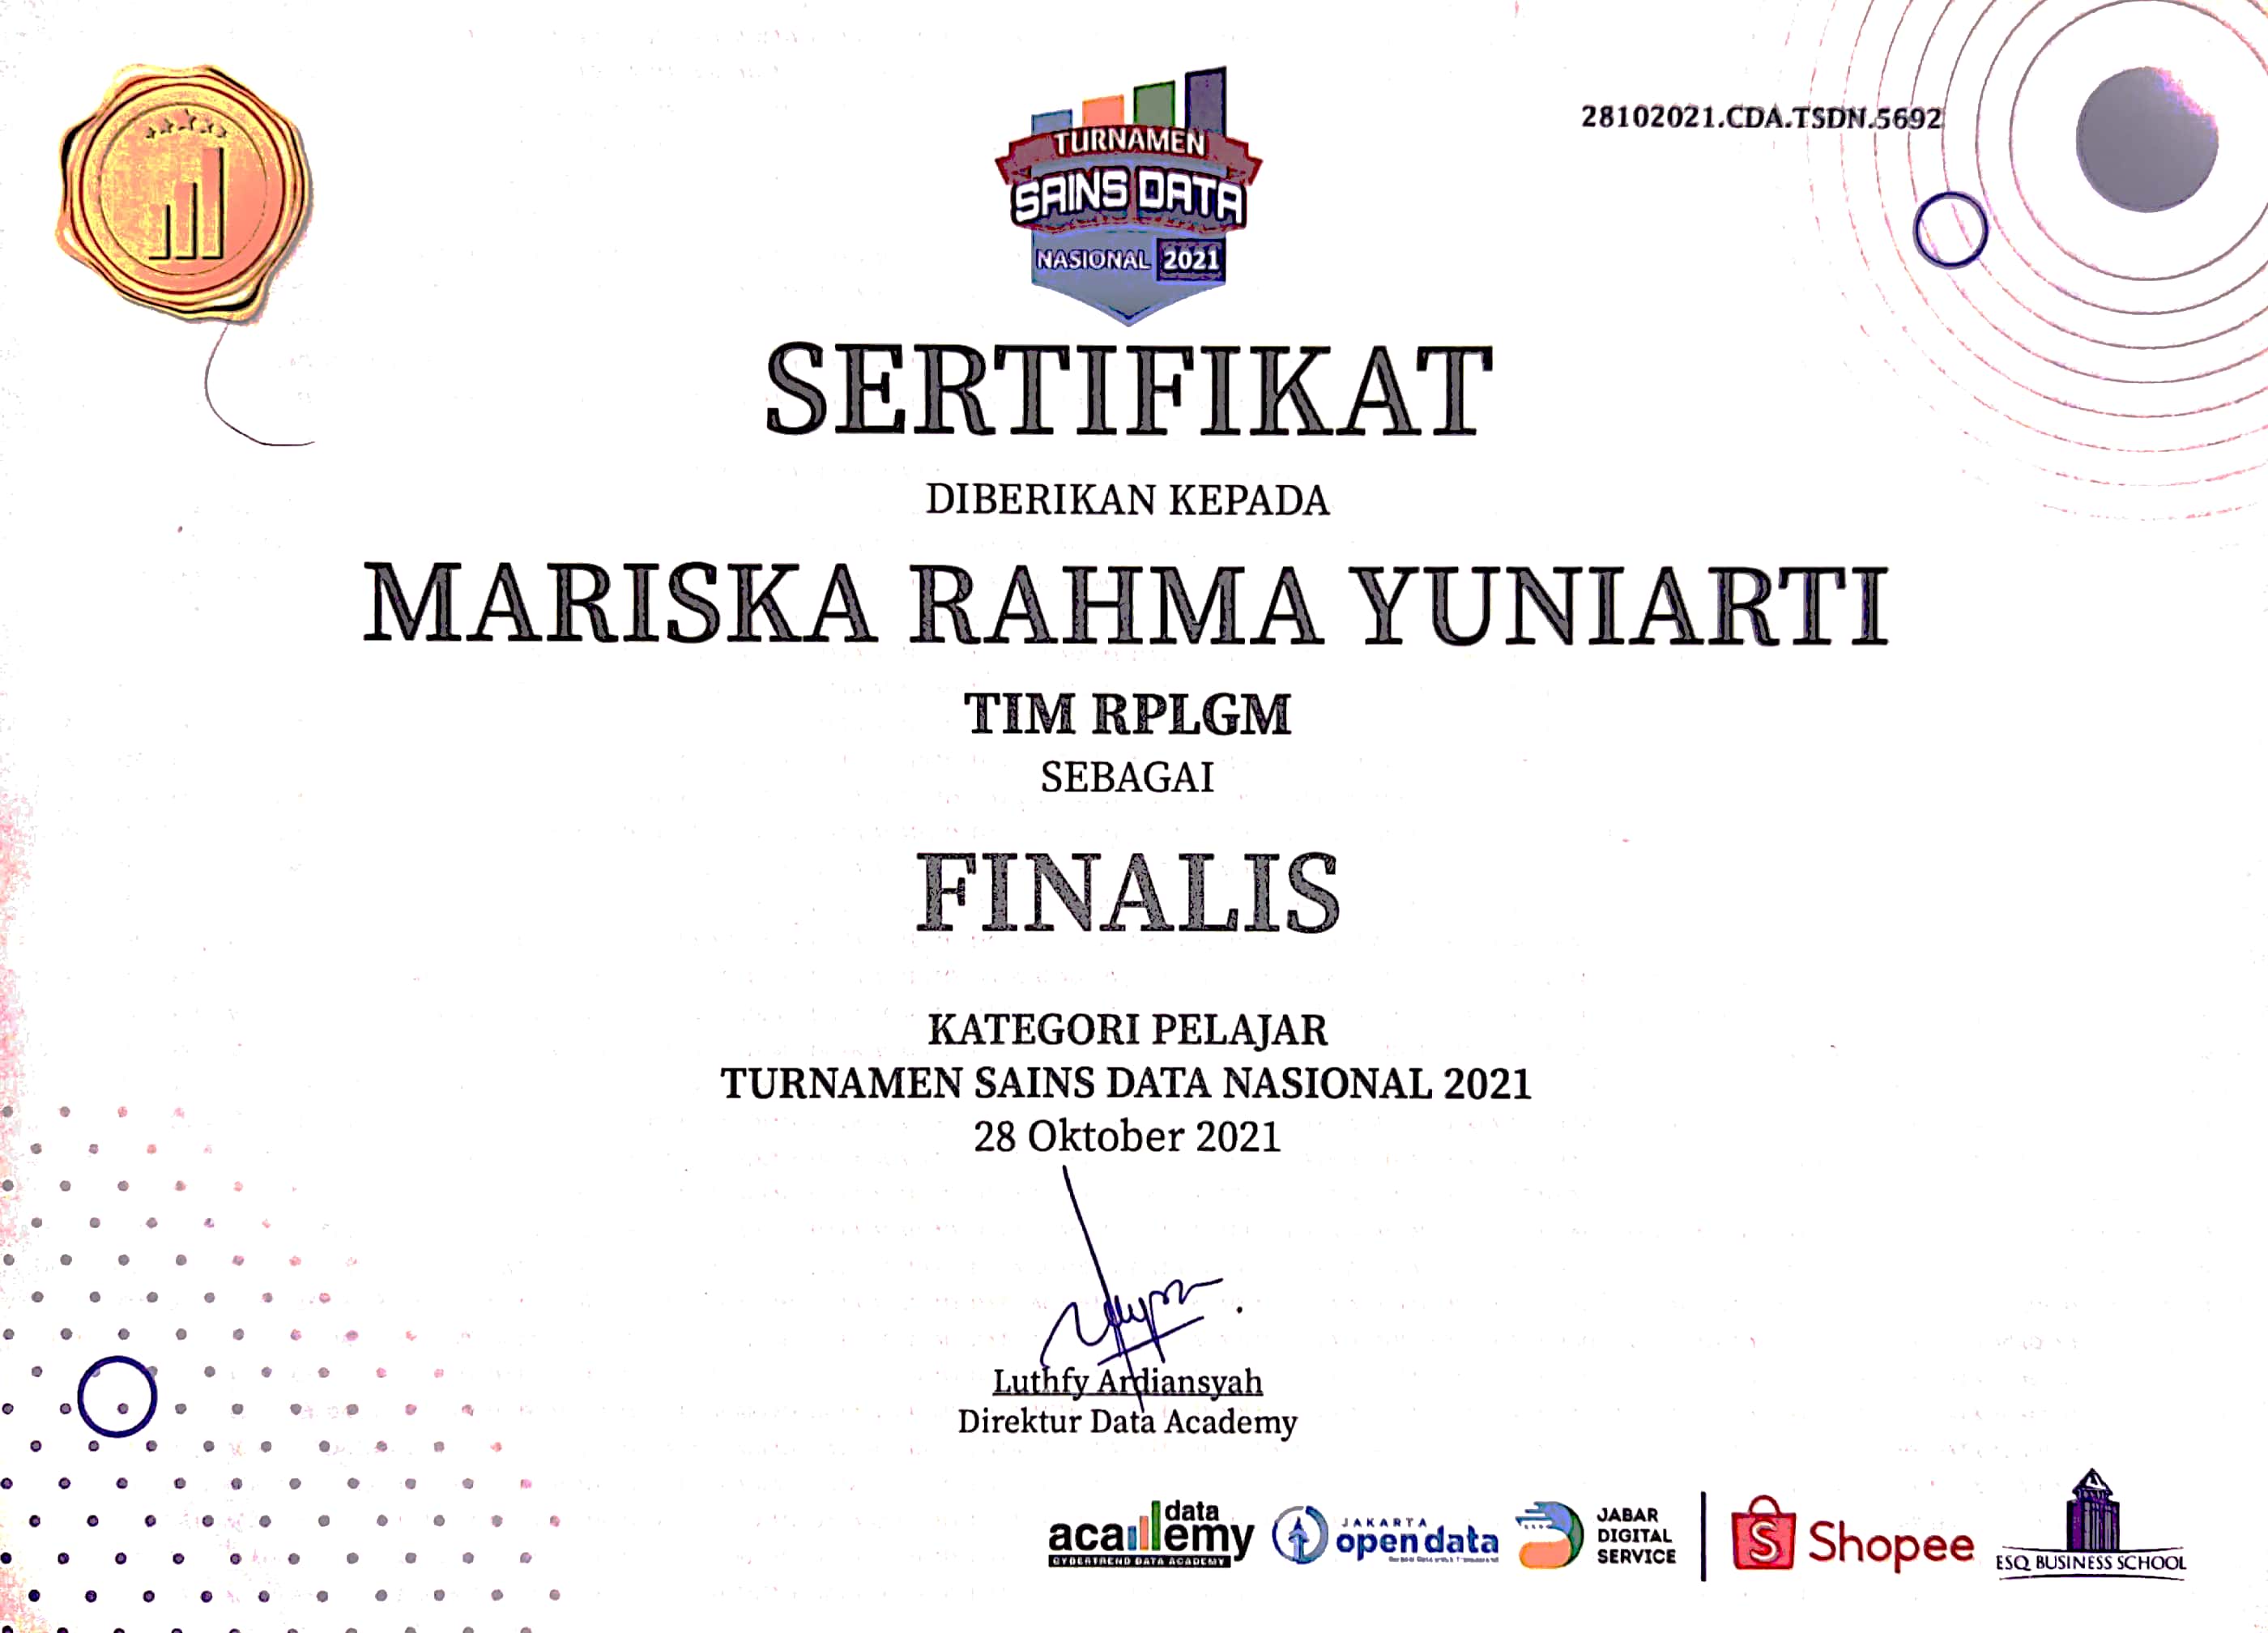 28102021.CDA.TSDN.5692
TURNAMEN
SAINS DATA
NASIONAL 2021
SERTIFIKAT
DIBERIKAN KEPADA
MARISKA RAHMA YUNIARTI
TIM RPLGM
SEBAGAI
FINALIS
KATEGORI PELAJAR
TURNAMEN SAINS DATA NASIONAL 2021
28 Oktober 2021
Luthfy Ardiansyah
Direktur Data Academy
data
academy
CYBERTREND DATA ACADEMY
JAKARTA
open data
JABAR
DIGITAL
SERVICE
Shopee
ESQ BUSINESS SCHOOL